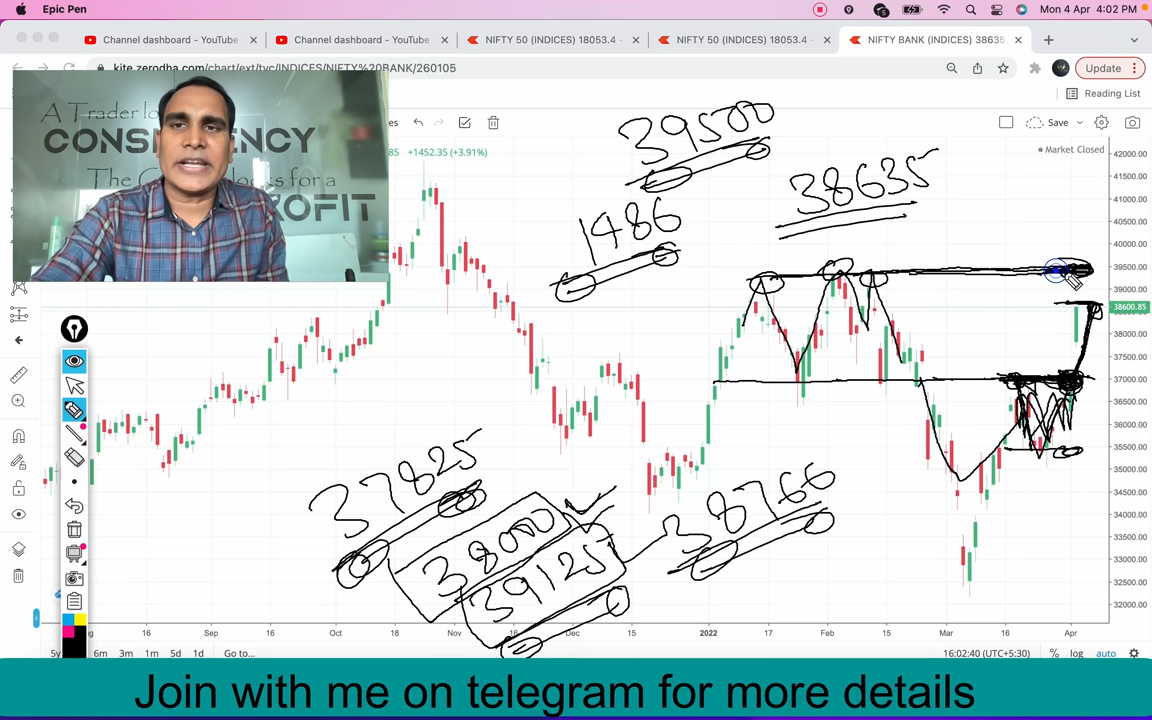 Epic Pen
Mon 4 Apr 4:02 PM
Channel dashboard - YouTube
Channel dashboard - YouTube
NIFTY 50 (INDICES) 18053.4 -
NIFTY 50 (INDICES) 18053.4 -
NIFTY BANK (INDICES) 38635
kite.zerodha.com/chart/ext/tvc/INDICES/NIFTY%20BANK/260105
Update
Reading List
Save
+1452.35 (+3.91%)
Market Closed
A Trader
CONSISTENCY
The
for a
PROFIT
39500
38635
1486
37825
38000
39125
38766
42000.00
41500.00
41000.00
40500.00
40000.00
39500.00
39000.00
38600.85
38000.00
37500.00
37000.00
36500.00
36000.00
35500.00
35000.00
34500.00
34000.00
33500.00
33000.00
32500.00
32000.00
16 Sep 16 Oct 18 Nov 16 Dec 15 2022 17 Feb 15 Mar 16 Apr
5y 6m 3m 1m 5d 1d Go to...
16:02:40 (UTC+5:30) % log auto
Join with me on telegram for more details